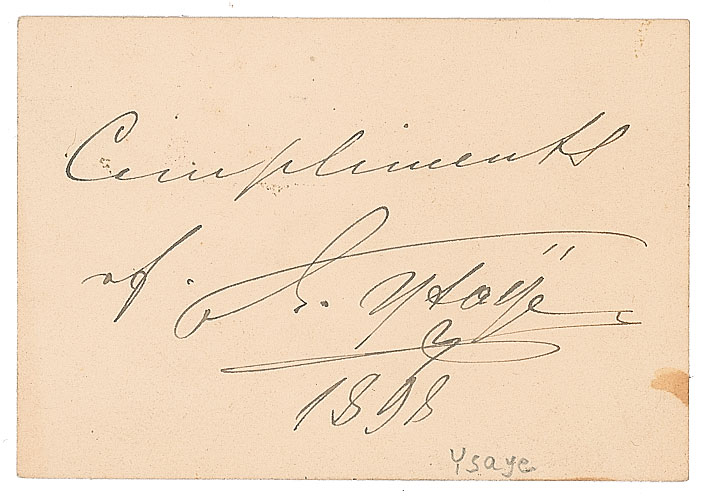 Compliments
of E. Ysaÿe
1898
Ysaye